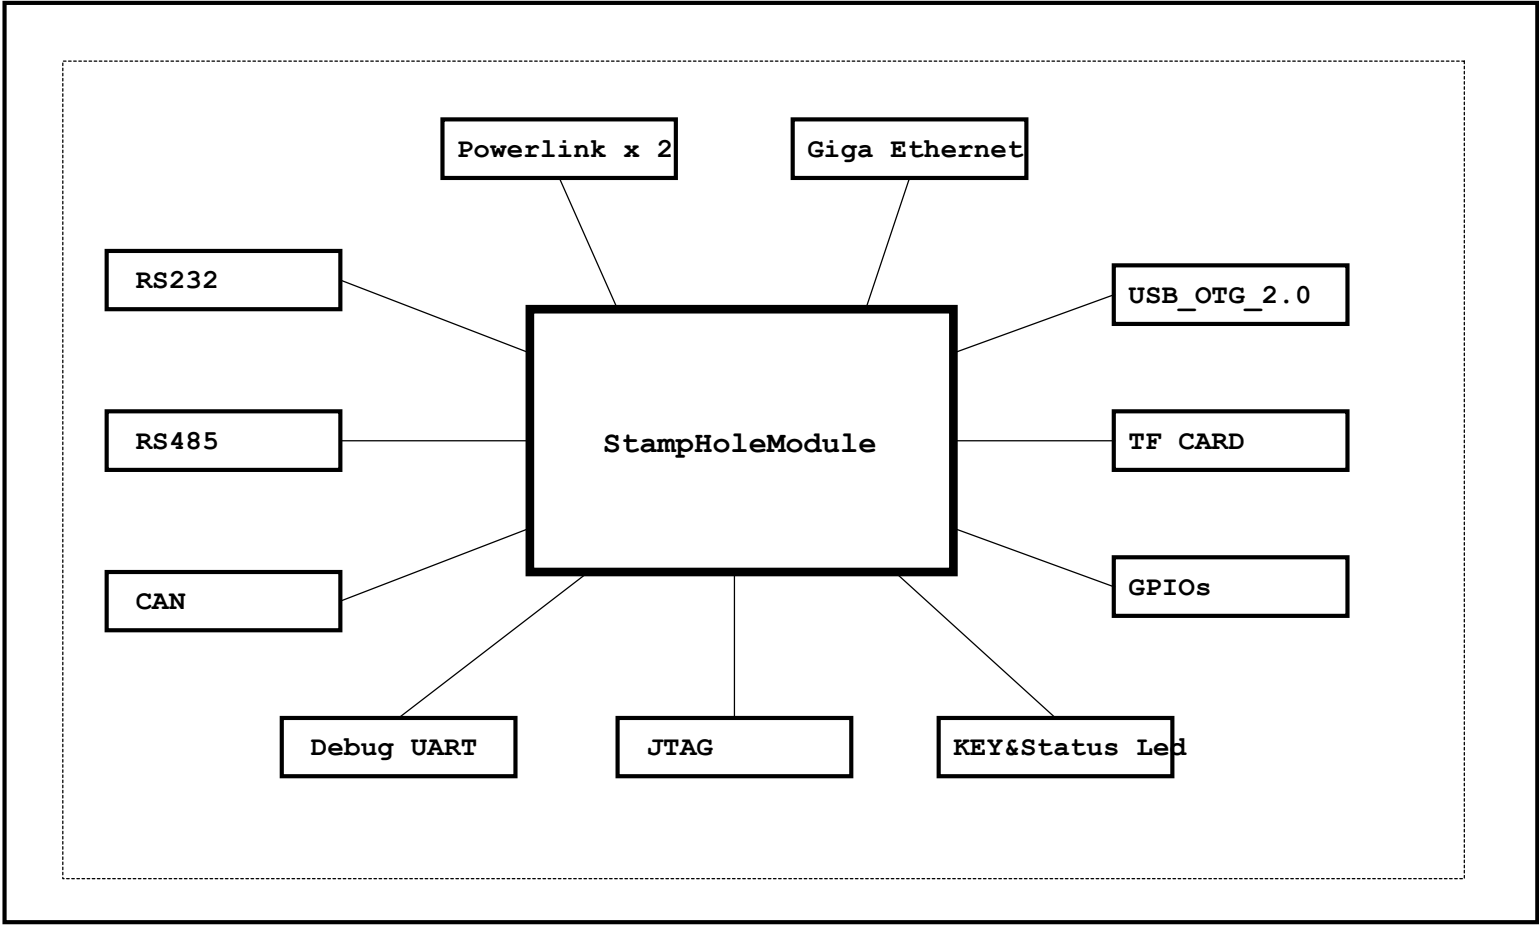 Powerlink x 2
Giga Ethernet
RS232
USB_OTG_2.0
RS485
StampHoleModule
TF CARD
CAN
GPIOs
Debug UART
JTAG
KEY&Status Led